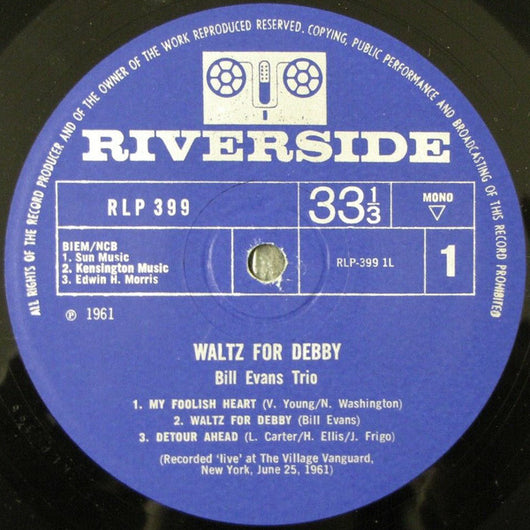 ALL RIGHTS OF THE RECORD PRODUCER AND OF THE OWNER OF THE WORK REPRODUCED RESERVED. COPYING, PUBLIC PERFORMANCE AND BROADCASTING OF THIS RECORD PROHIBITED
RIVERSIDE
RLP 399
33 1/3
MONO
BIEM/NCB
1. Sun Music
2. Kensington Music
3. Edwin H. Morris
RLP-399 1L
1
℗ 1961
WALTZ FOR DEBBY
Bill Evans Trio
1. MY FOOLISH HEART (V. Young/N. Washington)
2. WALTZ FOR DEBBY (Bill Evans)
3. DETOUR AHEAD (L. Carter/H. Ellis/J. Frigo)
(Recorded 'live' at The Village Vanguard,
New York, June 25, 1961)